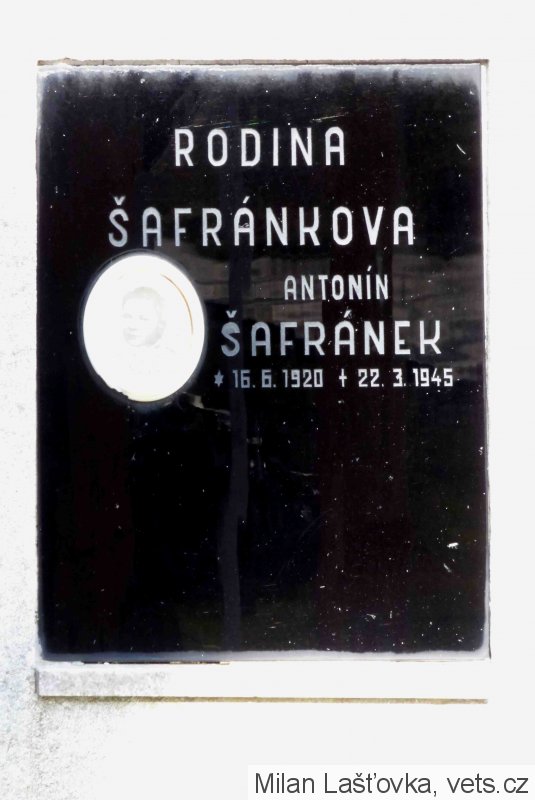 RODINA
ŠAFRÁNKOVA
ANTONÍN
ŠAFRÁNEK
* 16. 6. 1920 † 22. 3. 1945
Milan Lašťovka, vets.cz